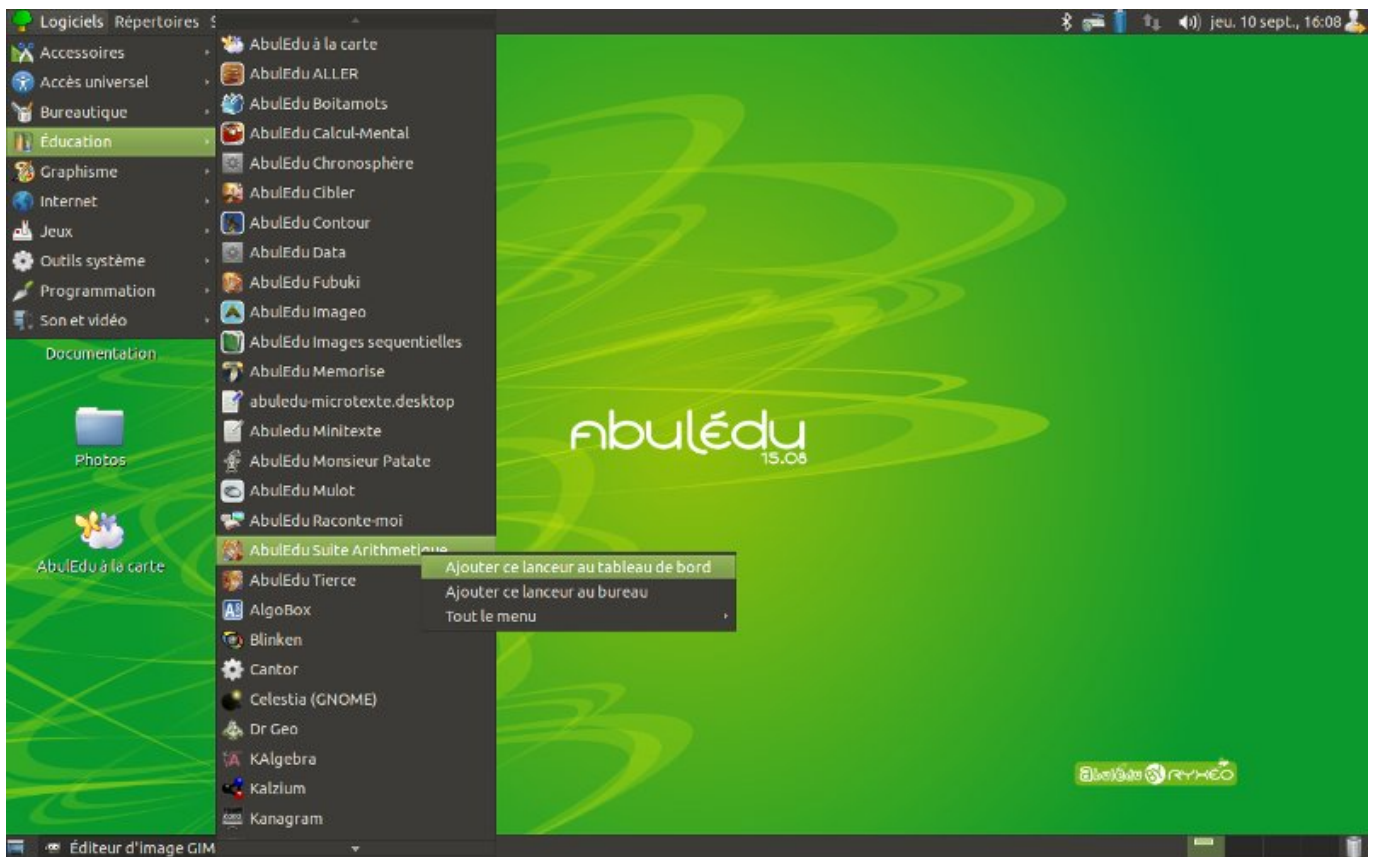 Logiciels Répertoires
jeu. 10 sept., 16:08
Accessoires
Accès universel
Bureautique
Éducation
Graphisme
Internet
Jeux
Outils système
Programmation
Son et vidéo
AbulEdu à la carte
AbulEdu ALLER
AbulEdu Boitamots
AbulEdu Calcul-Mental
AbulEdu Chronosphère
AbulEdu Cibler
AbulEdu Contour
AbulEdu Data
AbulEdu Fubuki
AbulEdu Imageo
AbulEdu Images sequentielles
AbulEdu Memorise
abuledu-microtexte.desktop
Abuledu Minitexte
AbulEdu Monsieur Patate
AbulEdu Mulot
AbulEdu Raconte-moi
AbulEdu Suite Arithmetique
AbulEdu Tierce
AlgoBox
Blinken
Cantor
Celestia (GNOME)
Dr Geo
KAlgebra
Kalzium
Kanagram
Ajouter ce lanceur au tableau de bord
Ajouter ce lanceur au bureau
Tout le menu
Documentation
Photos
AbulEdu à la carte
Abulédu
15.08
abulédu RYXEO
Éditeur d'image GIM